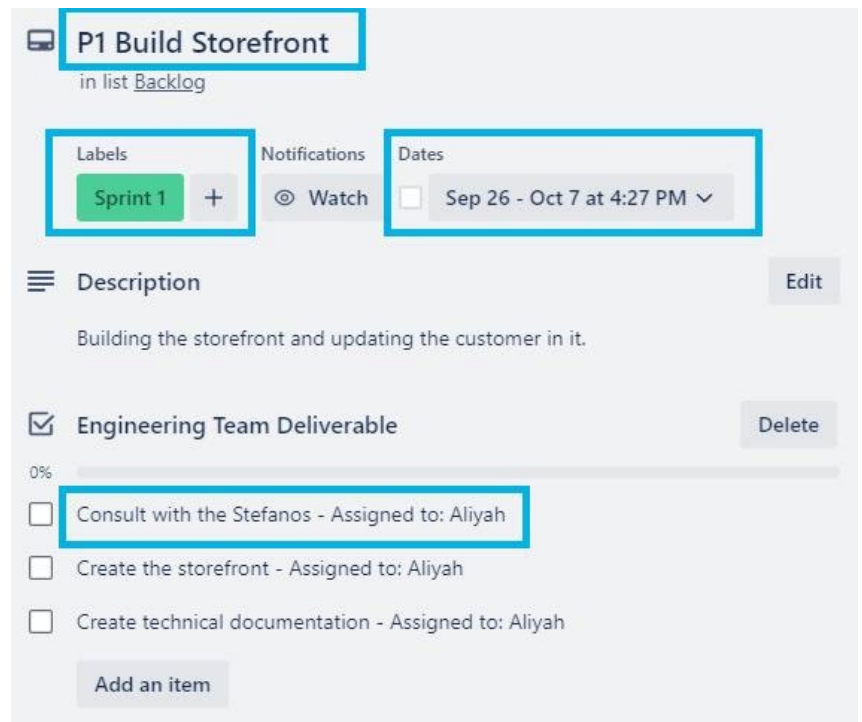 P1 Build Storefront
in list Backlog
Labels Notifications Dates
Sprint 1 + Watch Sep 26 - Oct 7 at 4:27 PM
Description Edit
Building the storefront and updating the customer in it.
Engineering Team Deliverable Delete
0%
Consult with the Stefanos - Assigned to: Aliyah
Create the storefront - Assigned to: Aliyah
Create technical documentation - Assigned to: Aliyah
Add an item